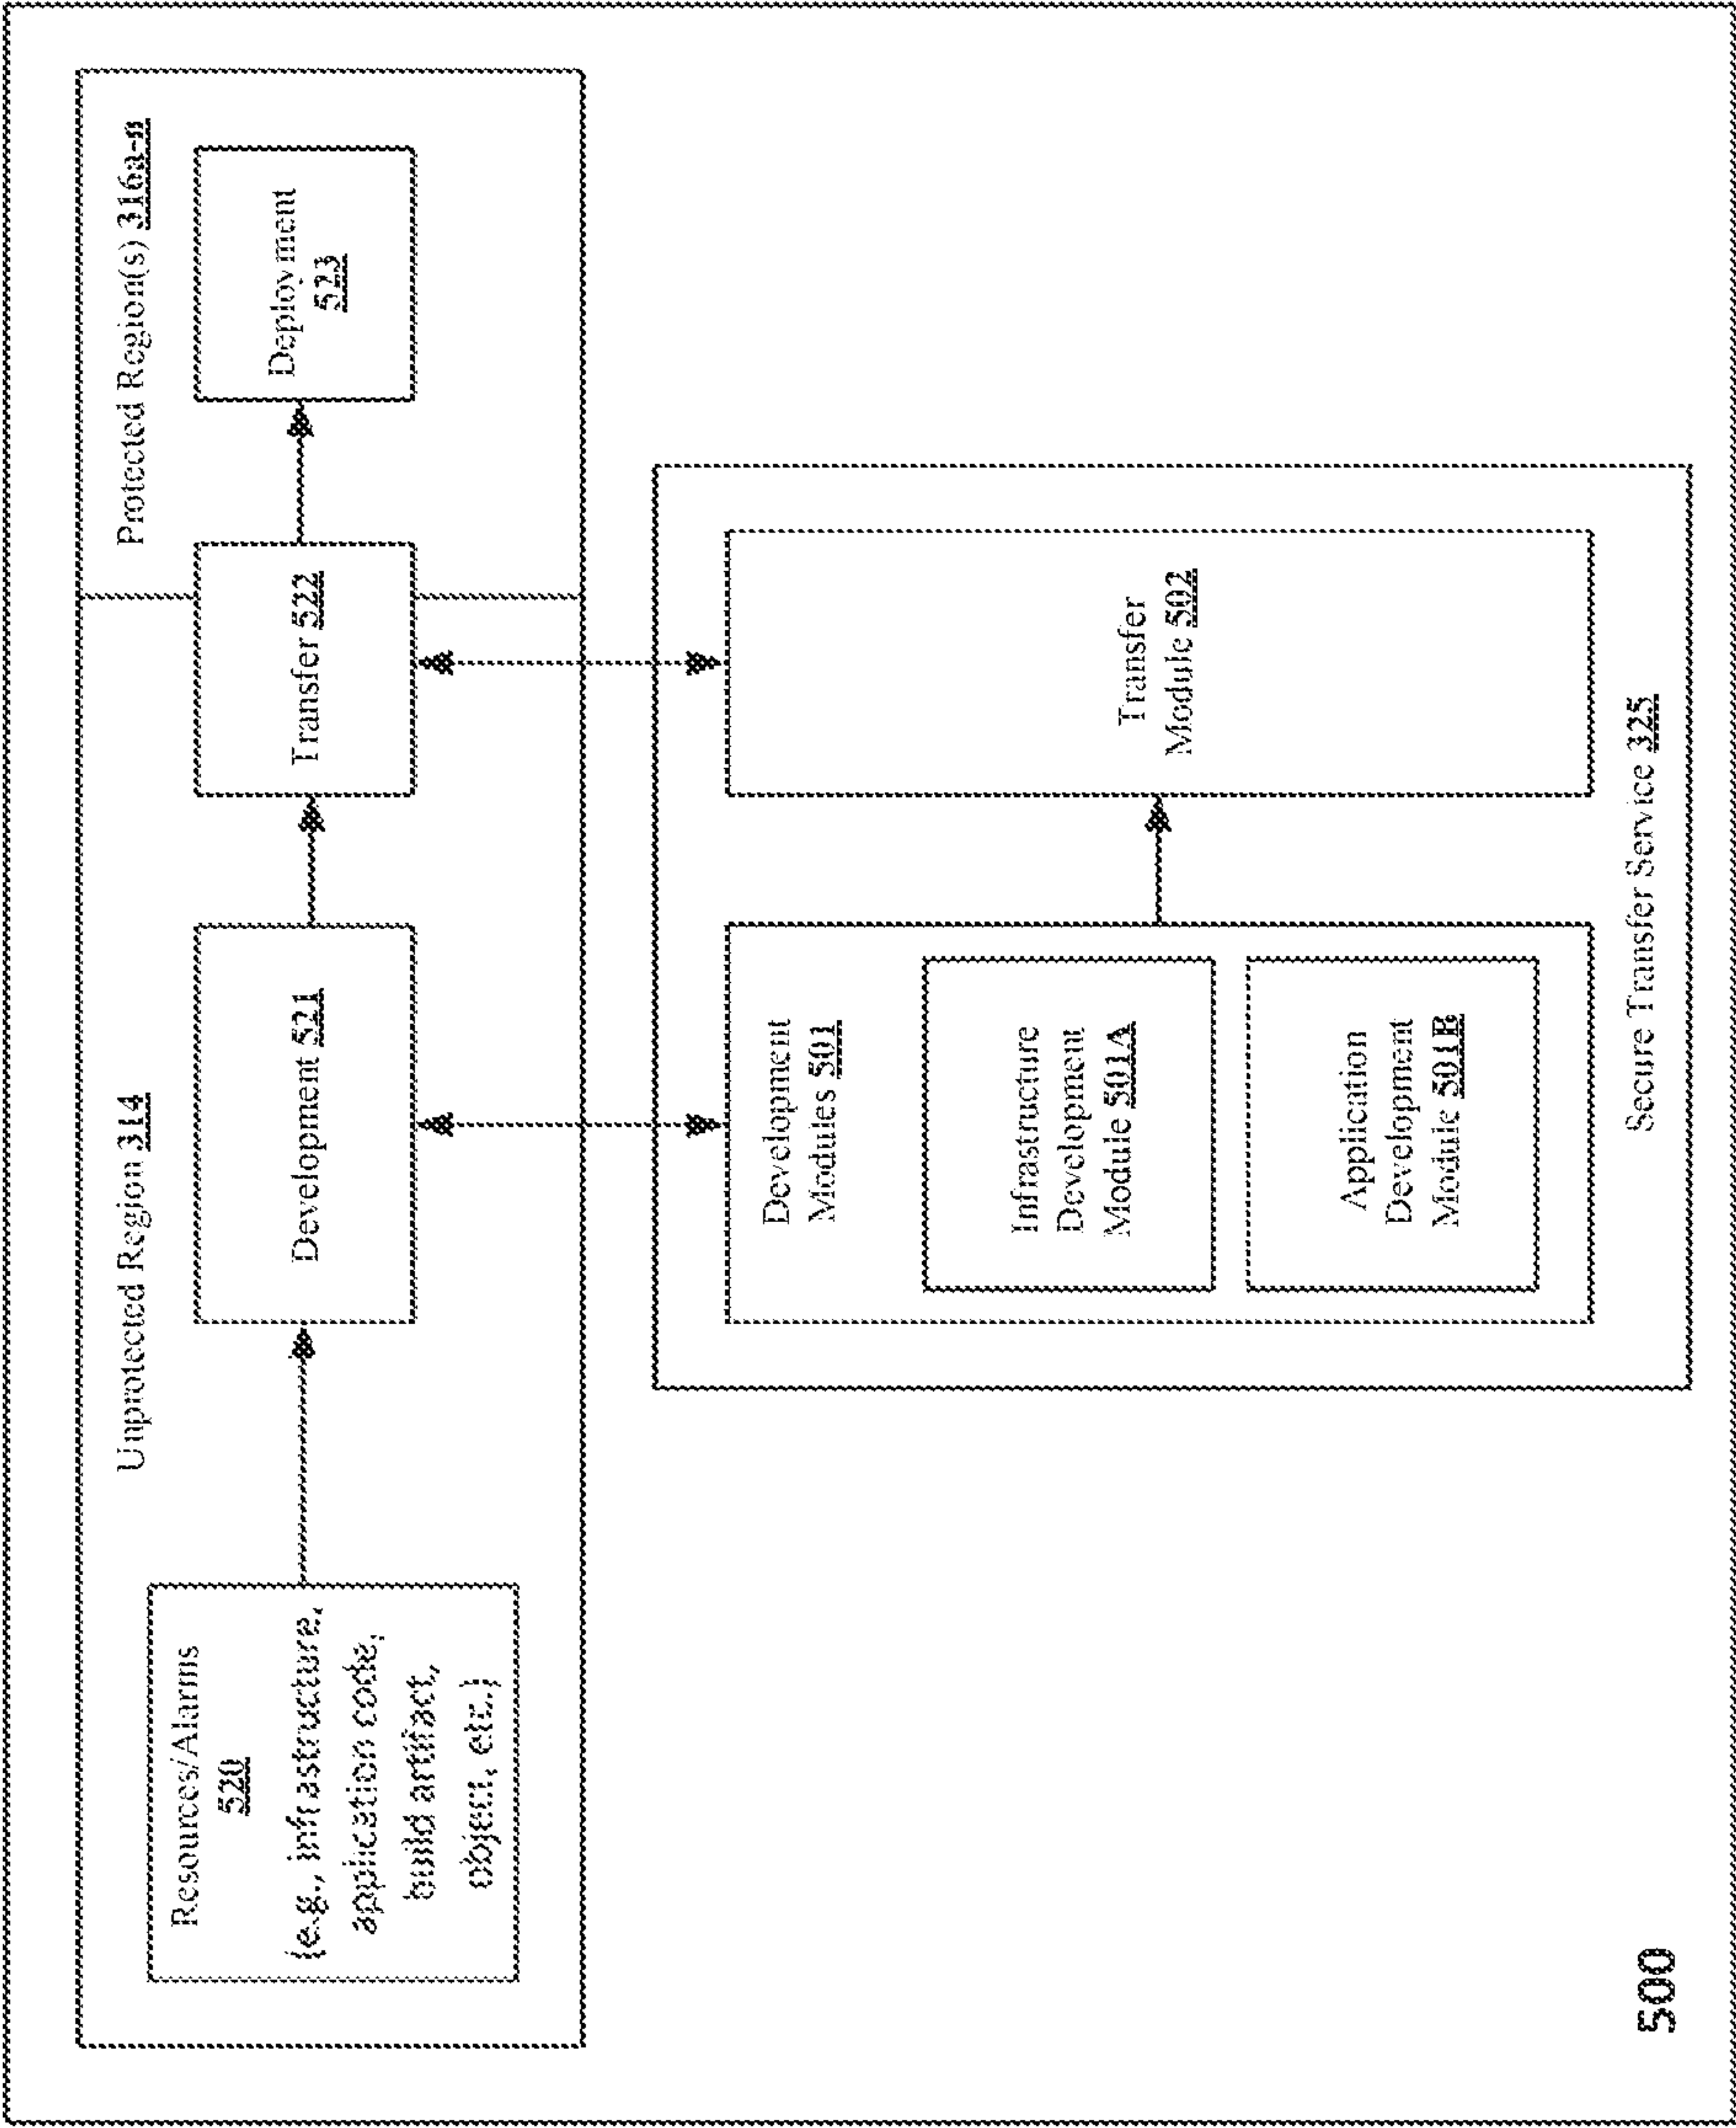 Unprotected Region 314
Protected Region(s) 316a-n
Resources/Alarms
520
(e.g., infrastructure,
application code,
build artifact,
object, etc.)
Development 521
Transfer 522
Deployment
523
Development
Modules 501
Infrastructure
Development
Module 501A
Application
Development
Module 501B
Transfer
Module 502
Secure Transfer Service 325
500